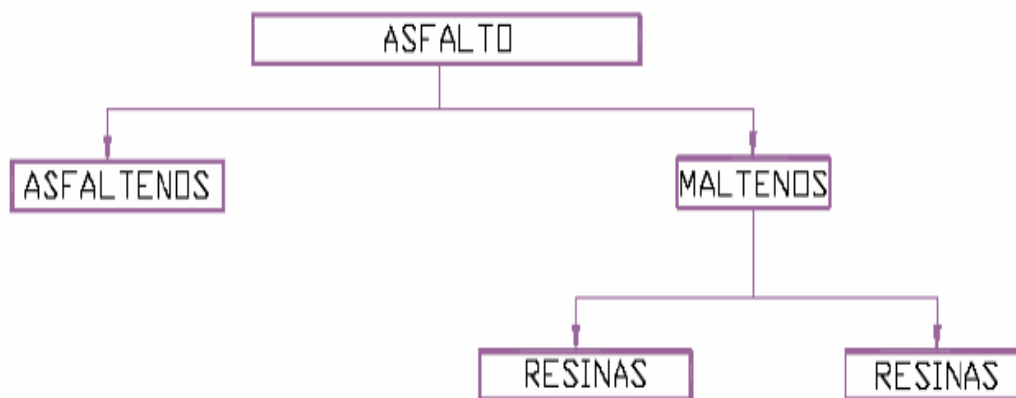 ASFALTO
ASFALTENOS
MALTENOS
RESINAS
RESINAS